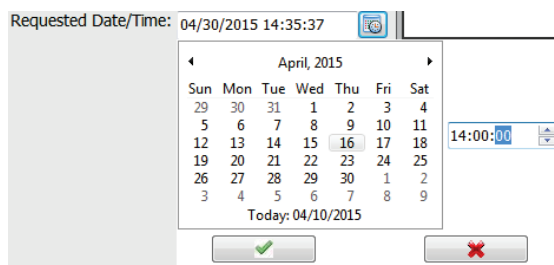 Requested Date/Time: 04/30/2015 14:35:37
April, 2015
Sun Mon Tue Wed Thu Fri Sat
29 30 31 1 2 3 4
5 6 7 8 9 10 11
12 13 14 15 16 17 18
14:00:00
19 20 21 22 23 24 25
26 27 28 29 30 1 2
3 4 5 6 7 8 9
Today: 04/10/2015